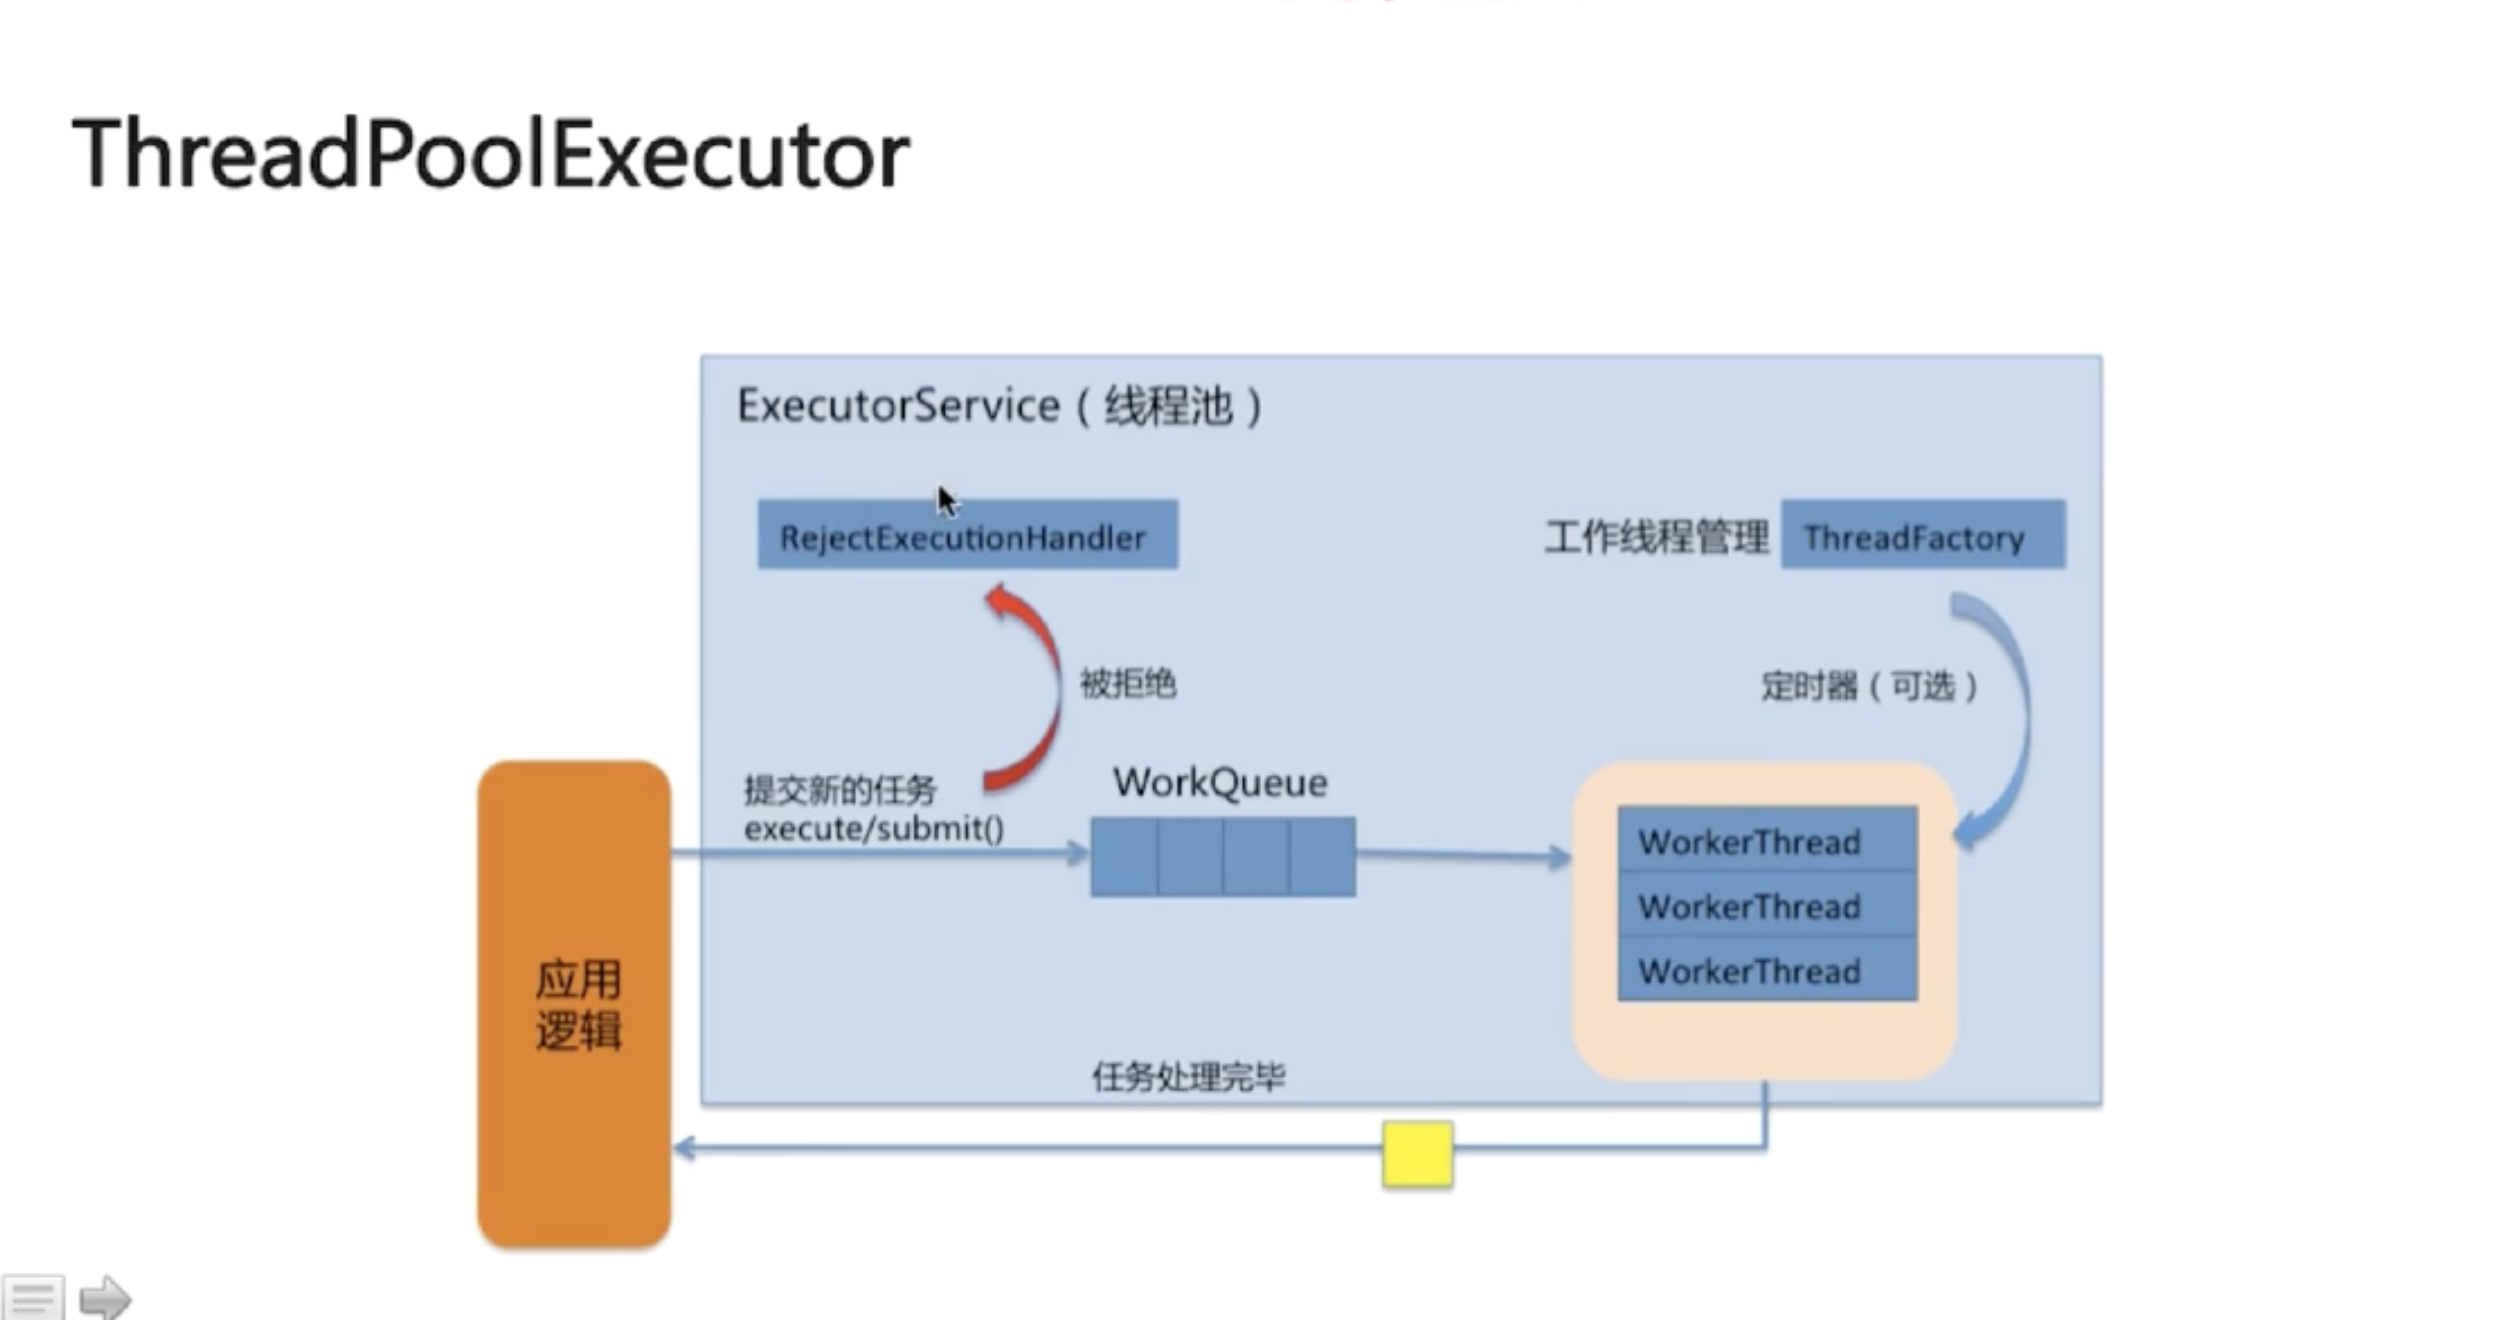 ThreadPoolExecutor
ExecutorService（线程池）
RejectExecutionHandler
工作线程管理
ThreadFactory
被拒绝
定时器（可选）
提交新的任务
execute/submit()
WorkQueue
WorkerThread
WorkerThread
WorkerThread
应用
逻辑
任务处理完毕